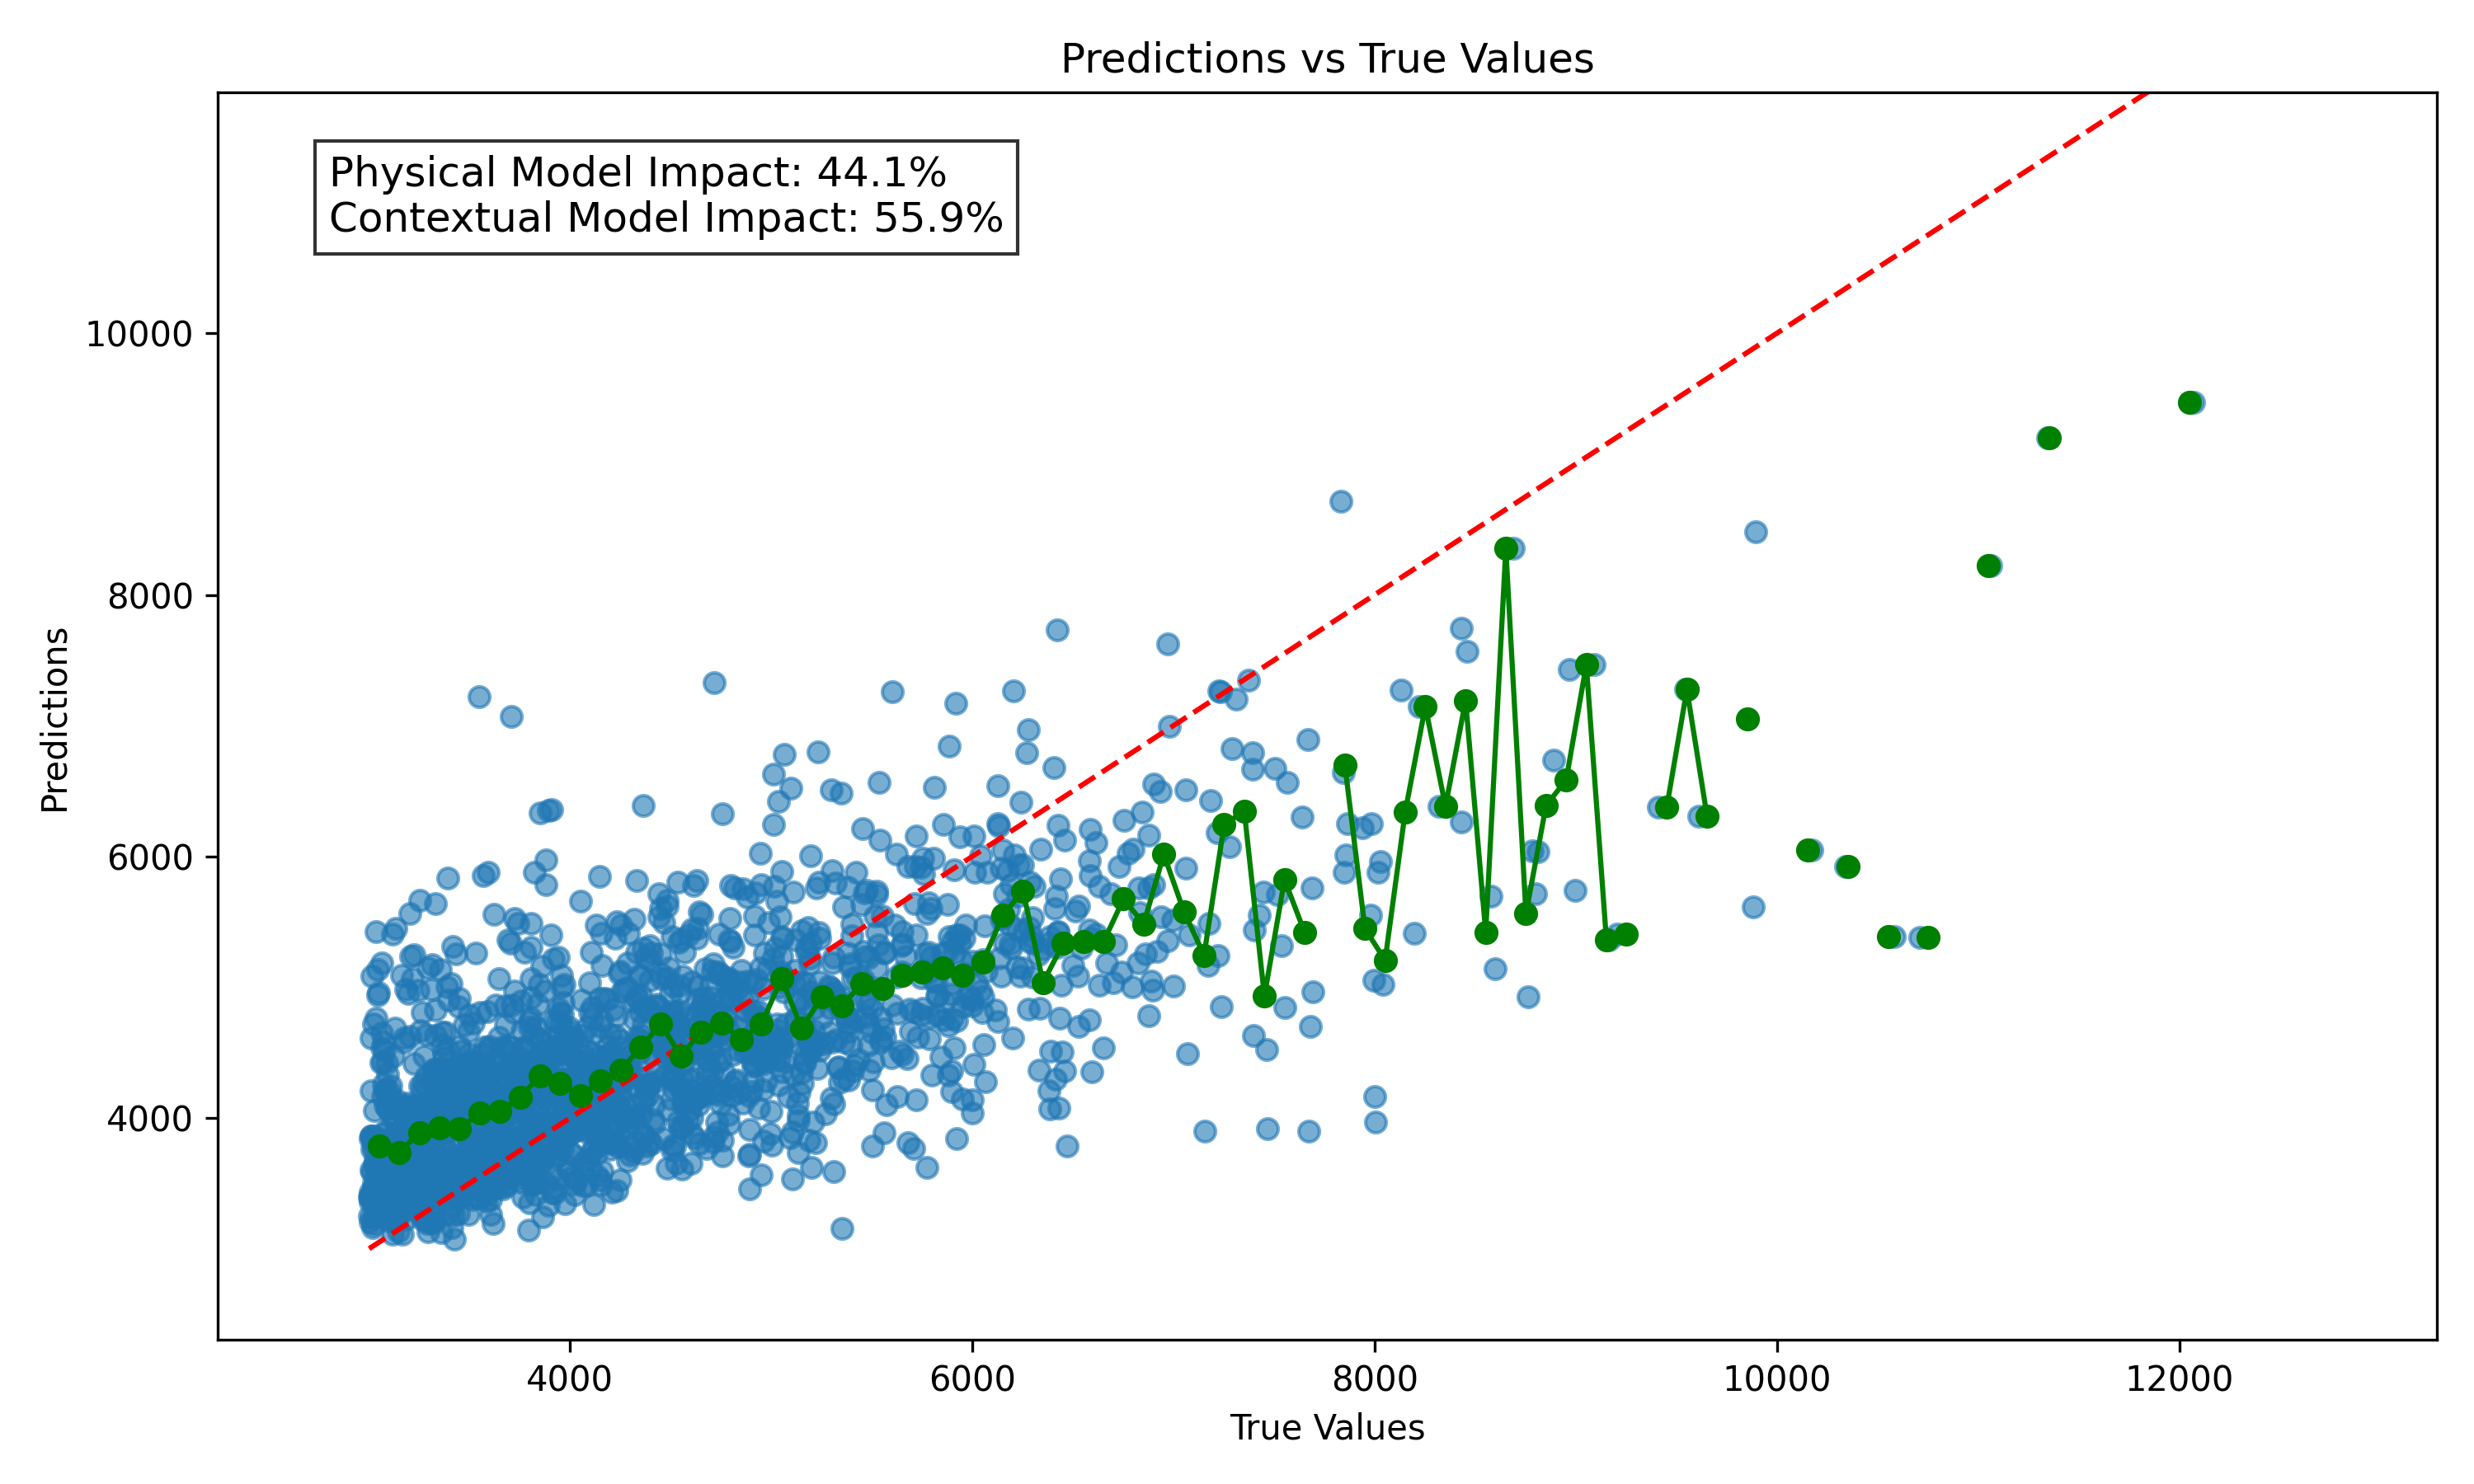 Predictions vs True Values
Physical Model Impact: 44.1%
Contextual Model Impact: 55.9%
10000
8000
6000
4000
Predictions
4000
6000
8000
10000
12000
True Values